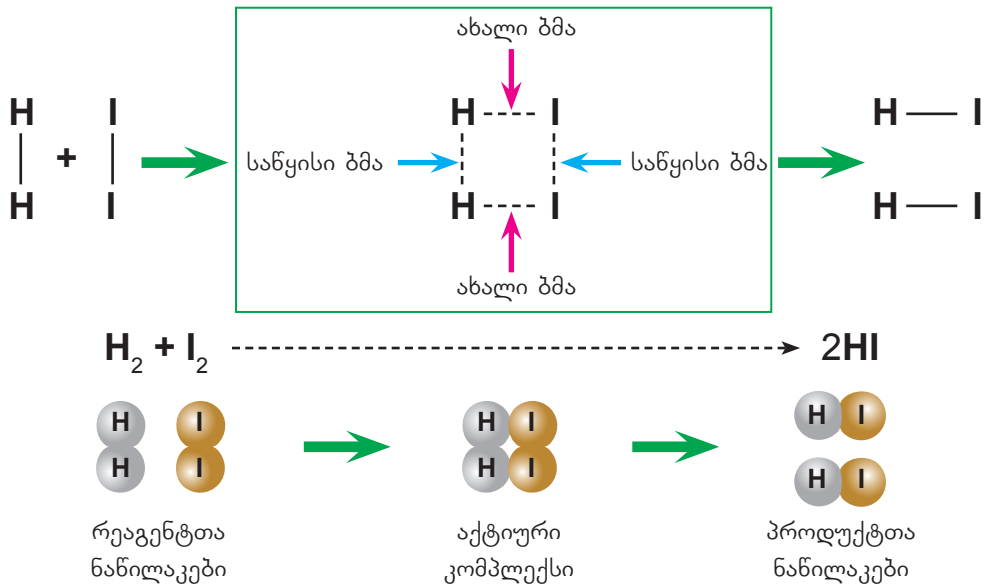 ახალი ბმა
H I H I H — I
+ საწყისი ბმა საწყისი ბმა
H I H I H — I
ახალი ბმა
H₂ + I₂ 2HI
H I H I H I
H I H I H I
რეაგენტთა
ნაწილაკები
აქტიური
კომპლექსი
პროდუქტთა
ნაწილაკები